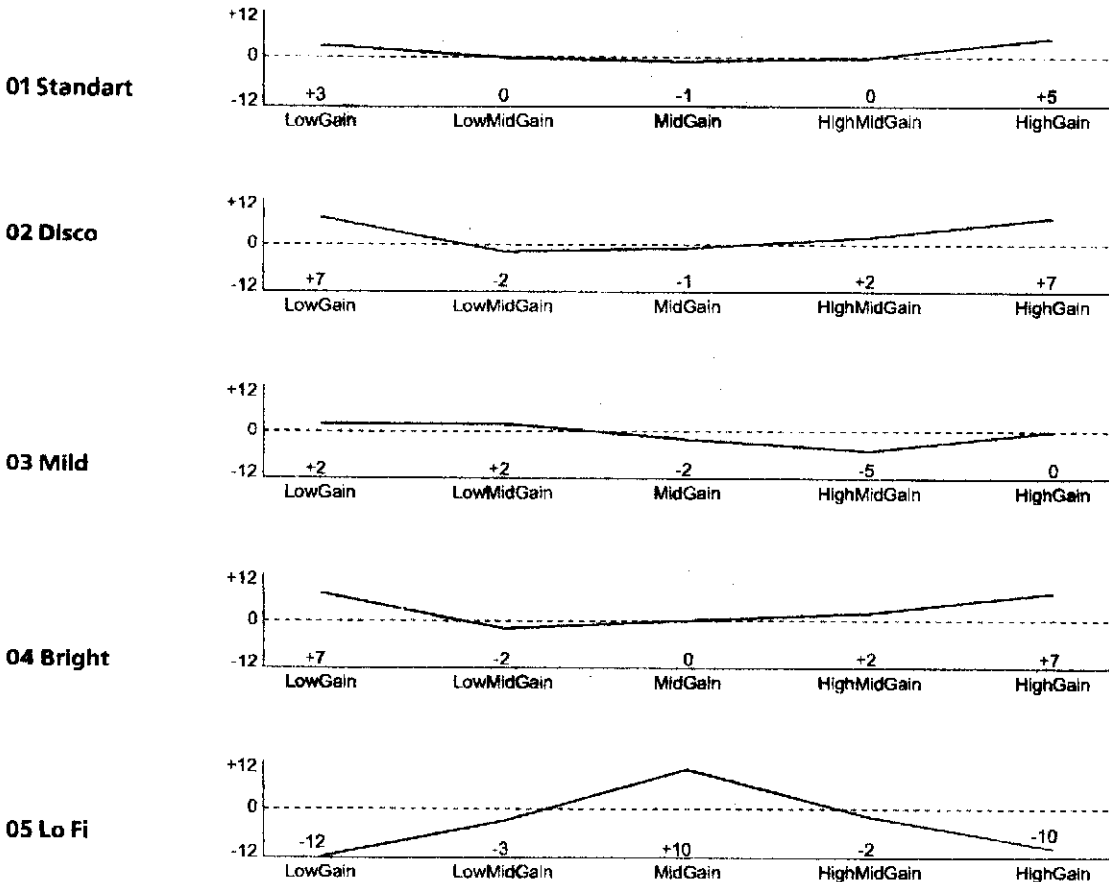 +12
0
01 Standart
-12
+3 0 -1 0 +5
LowGain LowMidGain MidGain HighMidGain HighGain
+12
02 Disco
0
-12
+7 -2 -1 +2 +7
LowGain LowMidGain MidGain HighMidGain HighGain
+12
0
03 Mild
-12
+2 +2 -2 -5 0
LowGain LowMidGain MidGain HighMidGain HighGain
+12
0
04 Bright
-12
+7 -2 0 +2 +7
LowGain LowMidGain MidGain HighMidGain HighGain
+12
0
05 Lo Fi
-12
-12 -3 +10 -2 -10
LowGain LowMidGain MidGain HighMidGain HighGain